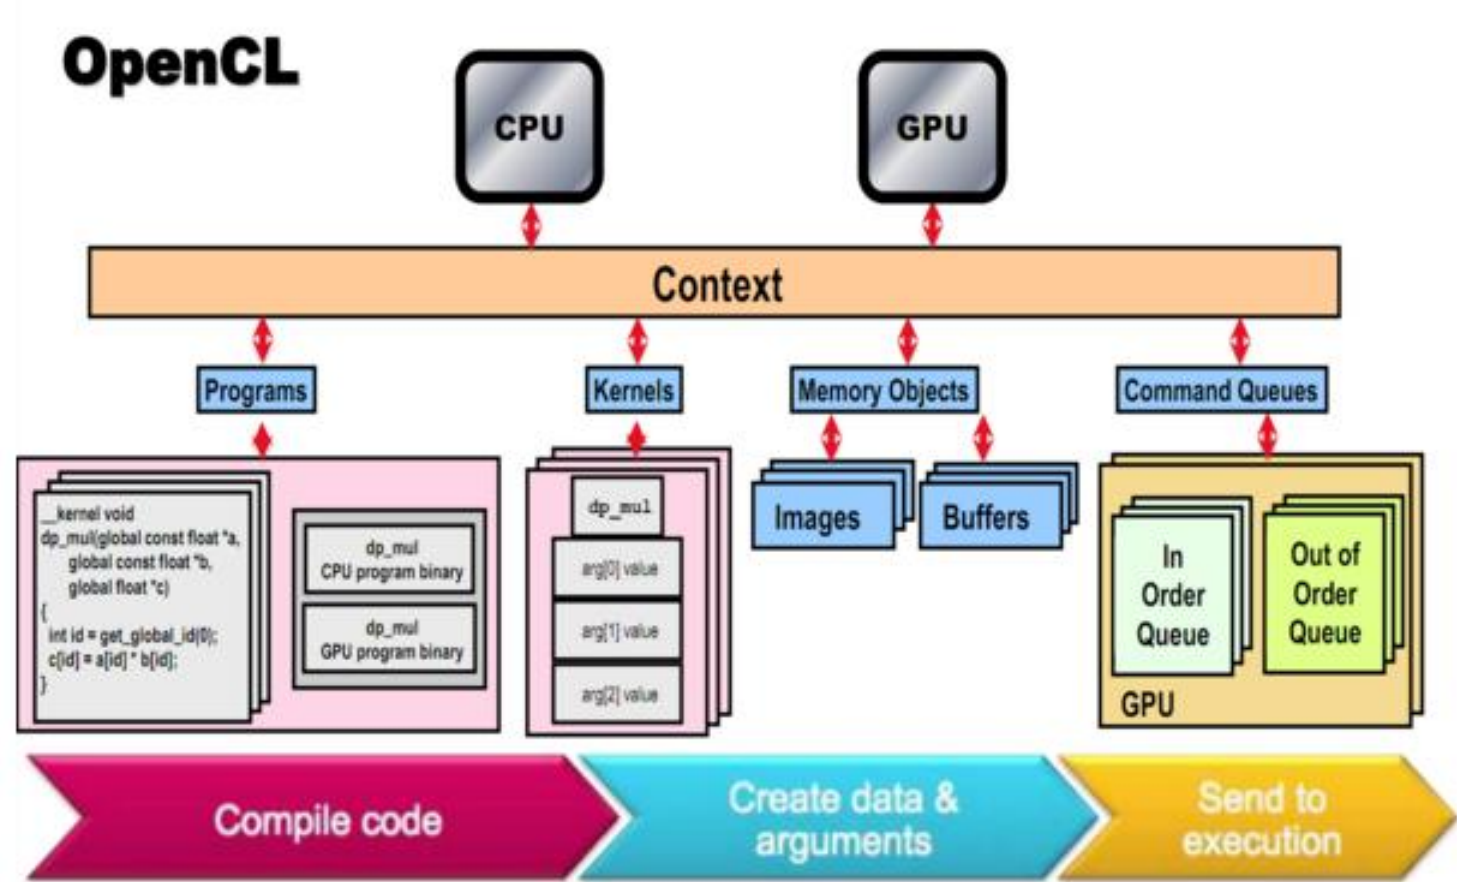 OpenCL
CPU
GPU
Context
Programs
Kernels
Memory Objects
Command Queues
__kernel void
dp_mul(global const float *a,
global const float *b,
global float *c)
{
int id = get_global_id(0);
c[id] = a[id] * b[id];
}
dp_mul
CPU program binary
dp_mul
GPU program binary
dp_mul
arg[0] value
arg[1] value
arg[2] value
Images
Buffers
In
Order
Queue
Out of
Order
Queue
GPU
Compile code
Create data &
arguments
Send to
execution